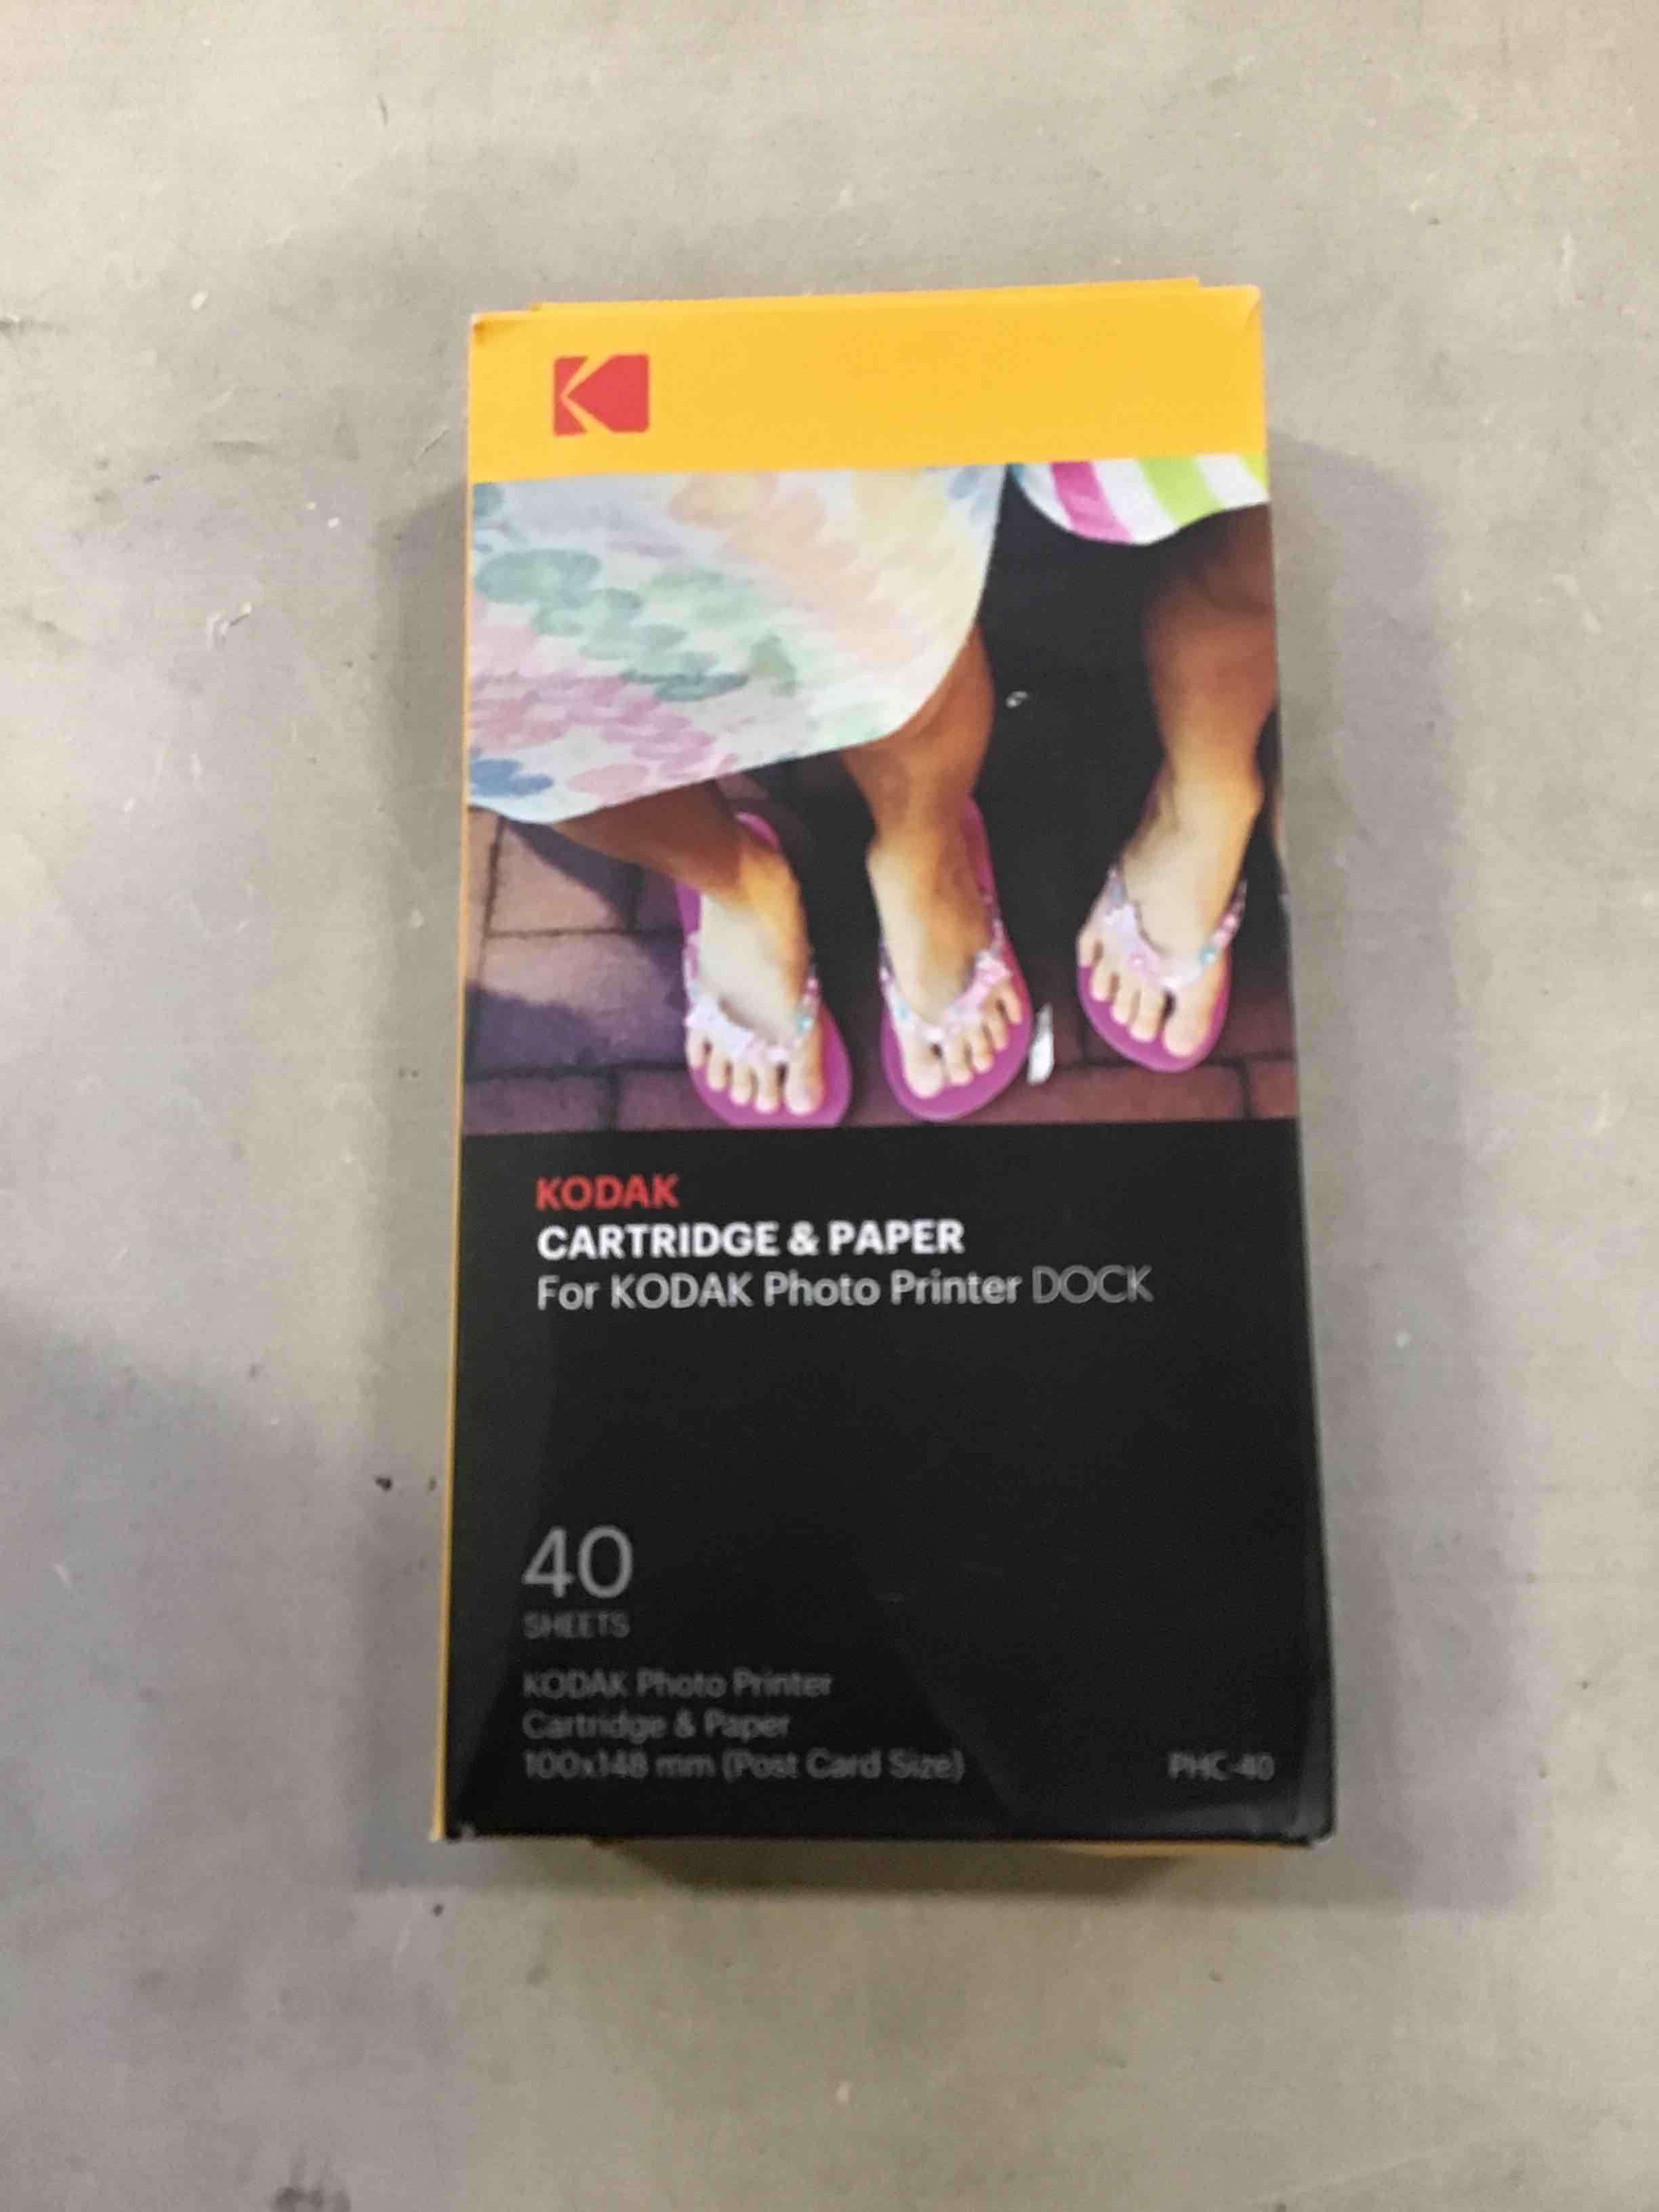 KODAK
CARTRIDGE & PAPER
For KODAK Photo Printer DOCK
40
SHEETS
KODAK Photo Printer
Cartridge & Paper
100x148 mm (Post Card Size)
PHC-40